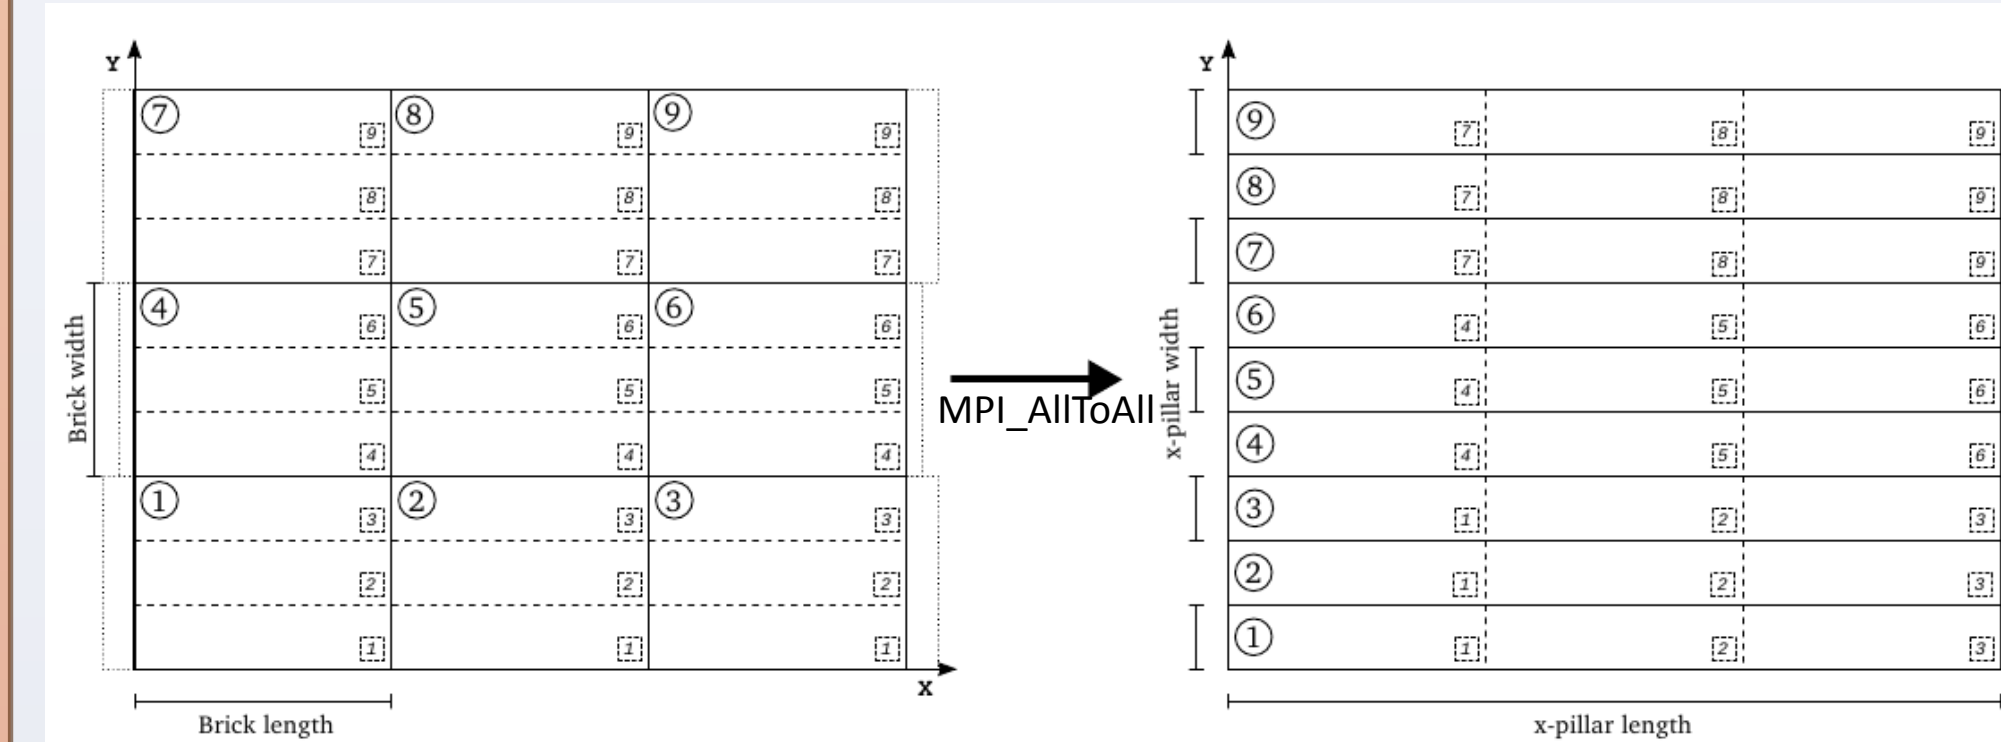 Y
⑦ ⑧ ⑨
9 9 9
8 8 8
7 7 7
④ ⑤ ⑥
6 6 6
5 5 5
4 4 4
① ② ③
3 3 3
2 2 2
1 1 1
Brick width
X
Brick length
MPI_AllToAll
Y
⑨ 7 8 9
⑧ 7 8 9
⑦ 7 8 9
⑥ 4 5 6
⑤ 4 5 6
④ 4 5 6
③ 1 2 3
② 1 2 3
① 1 2 3
x-pillar width
x-pillar length